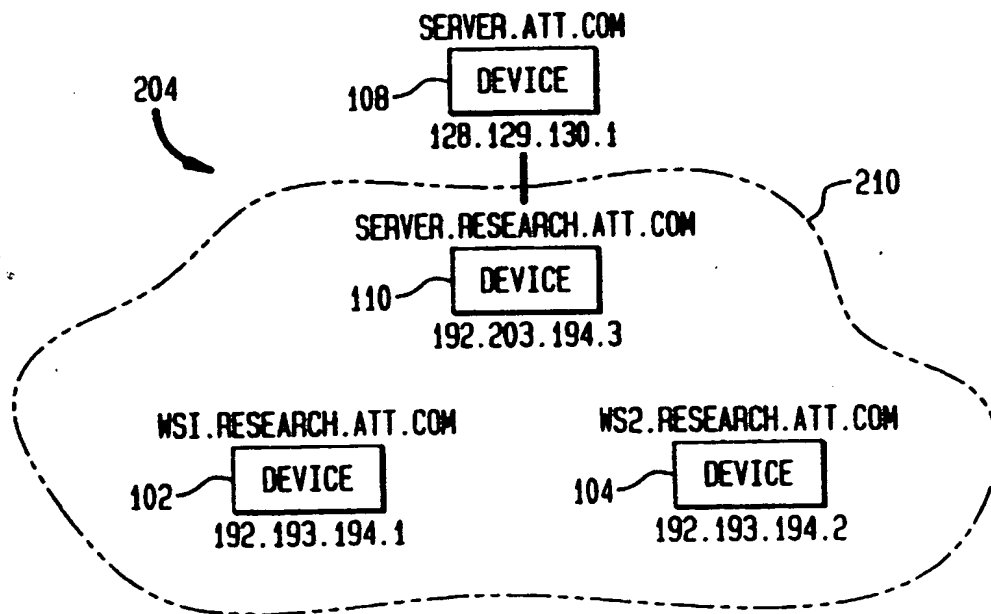 SERVER.ATT.COM
204
DEVICE
108
128.129.130.1
210
SERVER.RESEARCH.ATT.COM
DEVICE
110
192.203.194.3
WSI.RESEARCH.ATT.COM
WS2.RESEARCH.ATT.COM
DEVICE
DEVICE
102
104
192.193.194.1
192.193.194.2